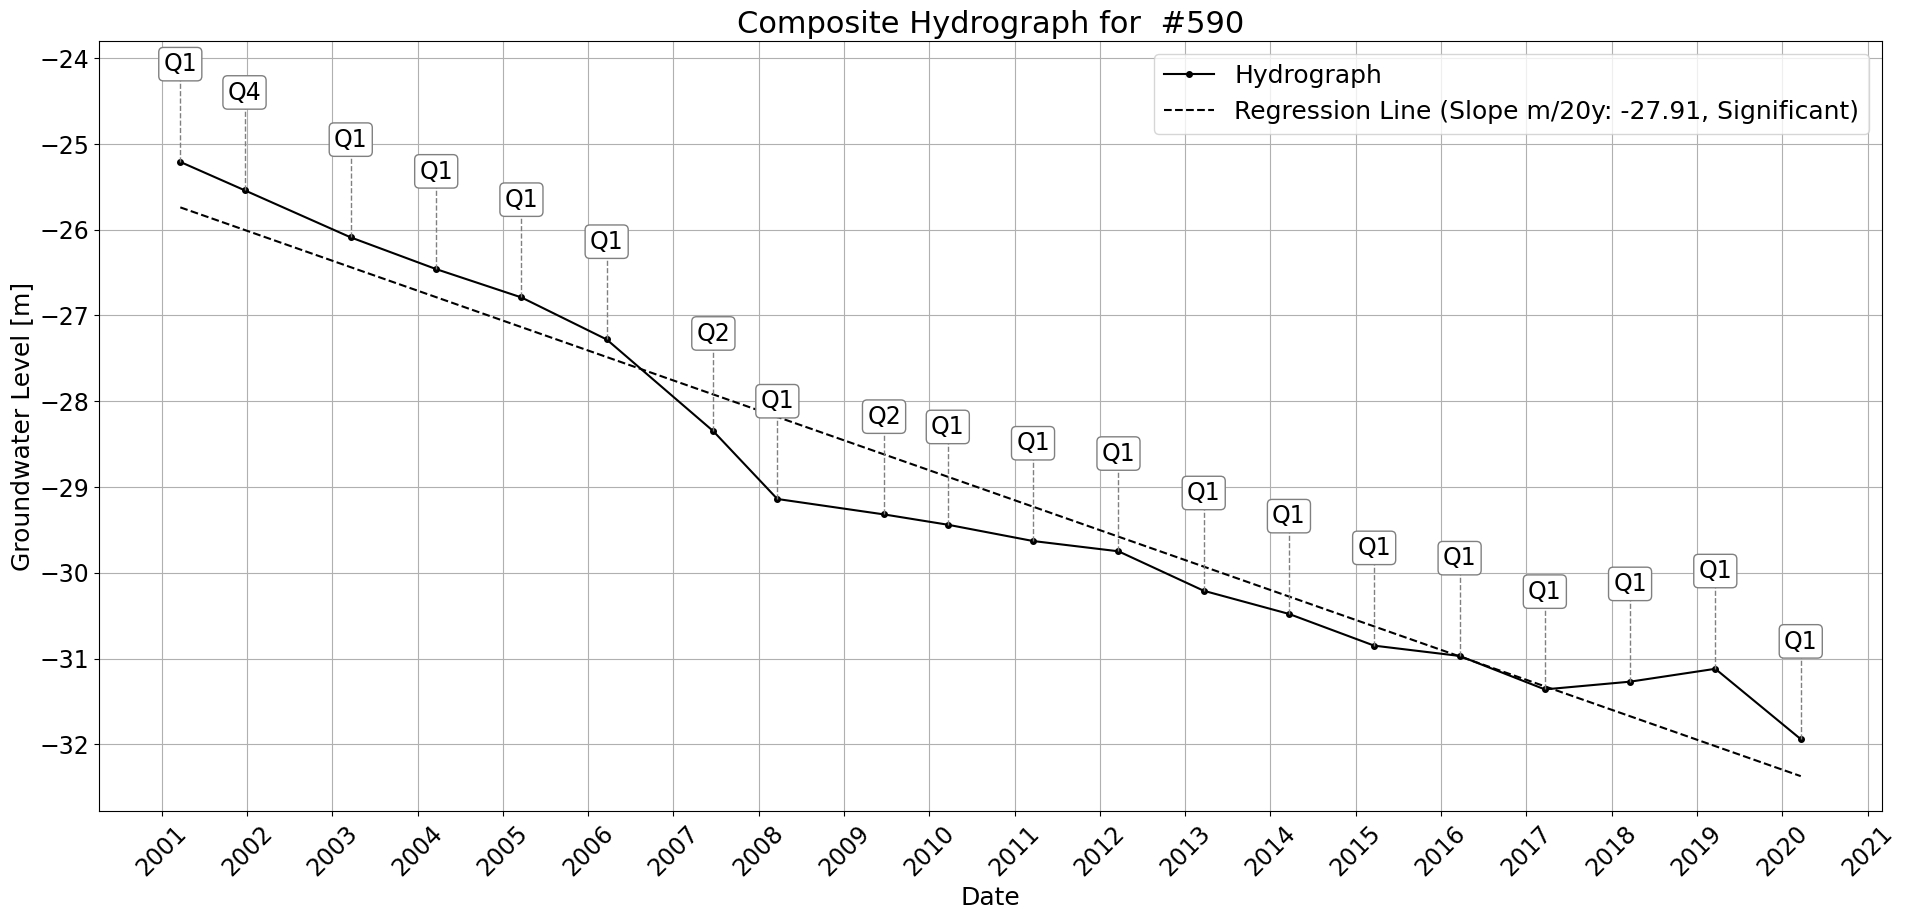 Composite Hydrograph for  #590
Hydrograph
Regression Line (Slope m/20y: -27.91, Significant)
Groundwater Level [m]
−24
−25
−26
−27
−28
−29
−30
−31
−32
Q1
Q4
Q1
Q1
Q1
Q1
Q2
Q1
Q2
Q1
Q1
Q1
Q1
Q1
Q1
Q1
Q1
Q1
Q1
Q1
2001
2002
2003
2004
2005
2006
2007
2008
2009
2010
2011
2012
2013
2014
2015
2016
2017
2018
2019
2020
2021
Date